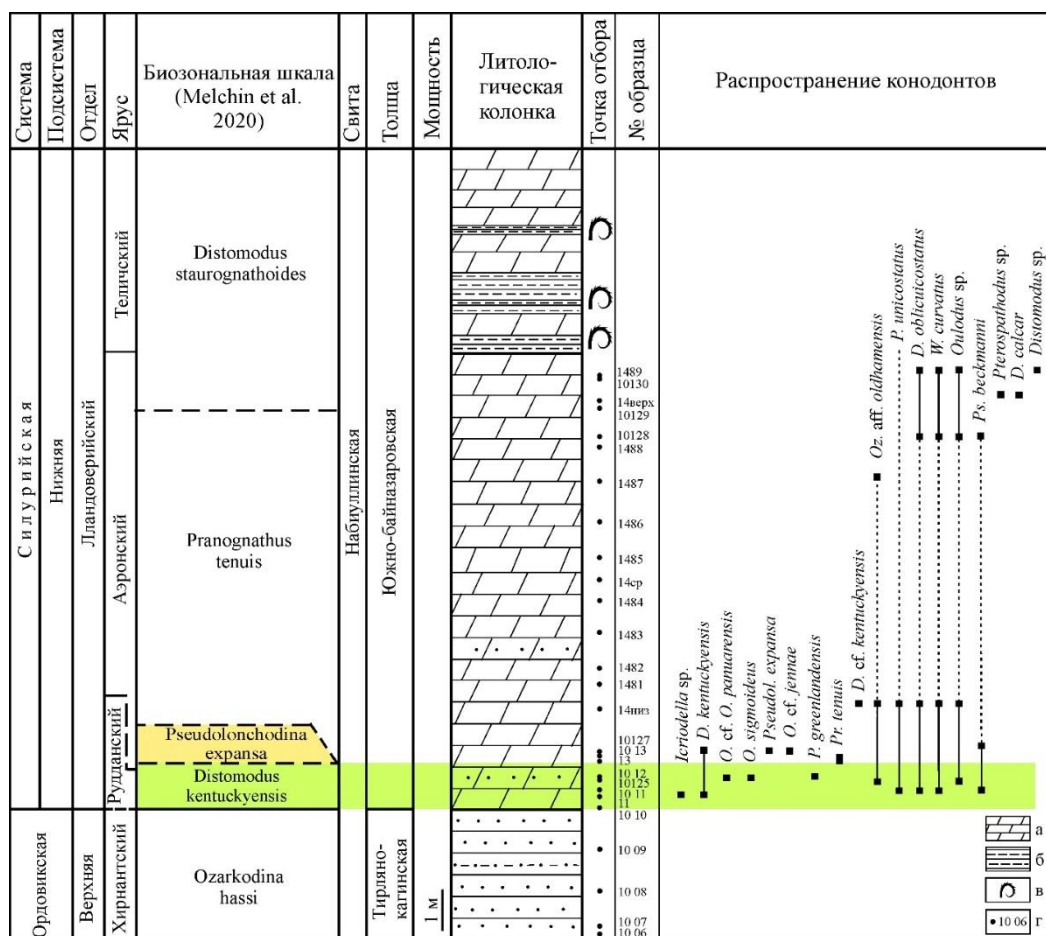 Система
Подсистема
Отдел
Ярус
Биозональная шкала
(Melchin et al.
2020)
Свита
Толща
Мощность
Литоло-
гическая
колонка
Точка отбора
№ образца
Распространение конодонтов
Силурийская
Нижняя
Лландоверийский
Теличский
Аэронский
Рудданский
Distomodus
staurognathoides
Pranognathus
tenuis
Pseudolonchodina
expansa
Distomodus
kentuckyensis
Набиуллинская
Южно-байназаровская
Ордовикская
Верхняя
Хирнантский
Ozarkodina
hassi
Тирляно-
кагинская
1 м
1489
10130
14верх
10129
10128
1488
1487
1486
1485
14ср
1484
1483
1482
1481
14низ
10127
10 13
13
10 12
10125
10 11
11
10 10
10 09
10 08
10 07
10 06
Icriodella sp.
D. kentuckyensis
O. cf. O. panuarensis
O. sigmoideus
Pseudol. expansa
O. cf. jennae
P. greenlandensis
Pr. tenuis
D. cf. kentuckyensis
Oz. aff. oldhamensis
P. unicostatus
D. oblicuicostatus
W. curvatus
Oulodus sp.
Ps. beckmanni
Pterospathodus sp.
D. calcar
Distomodus sp.
а
б
в
10 06 г